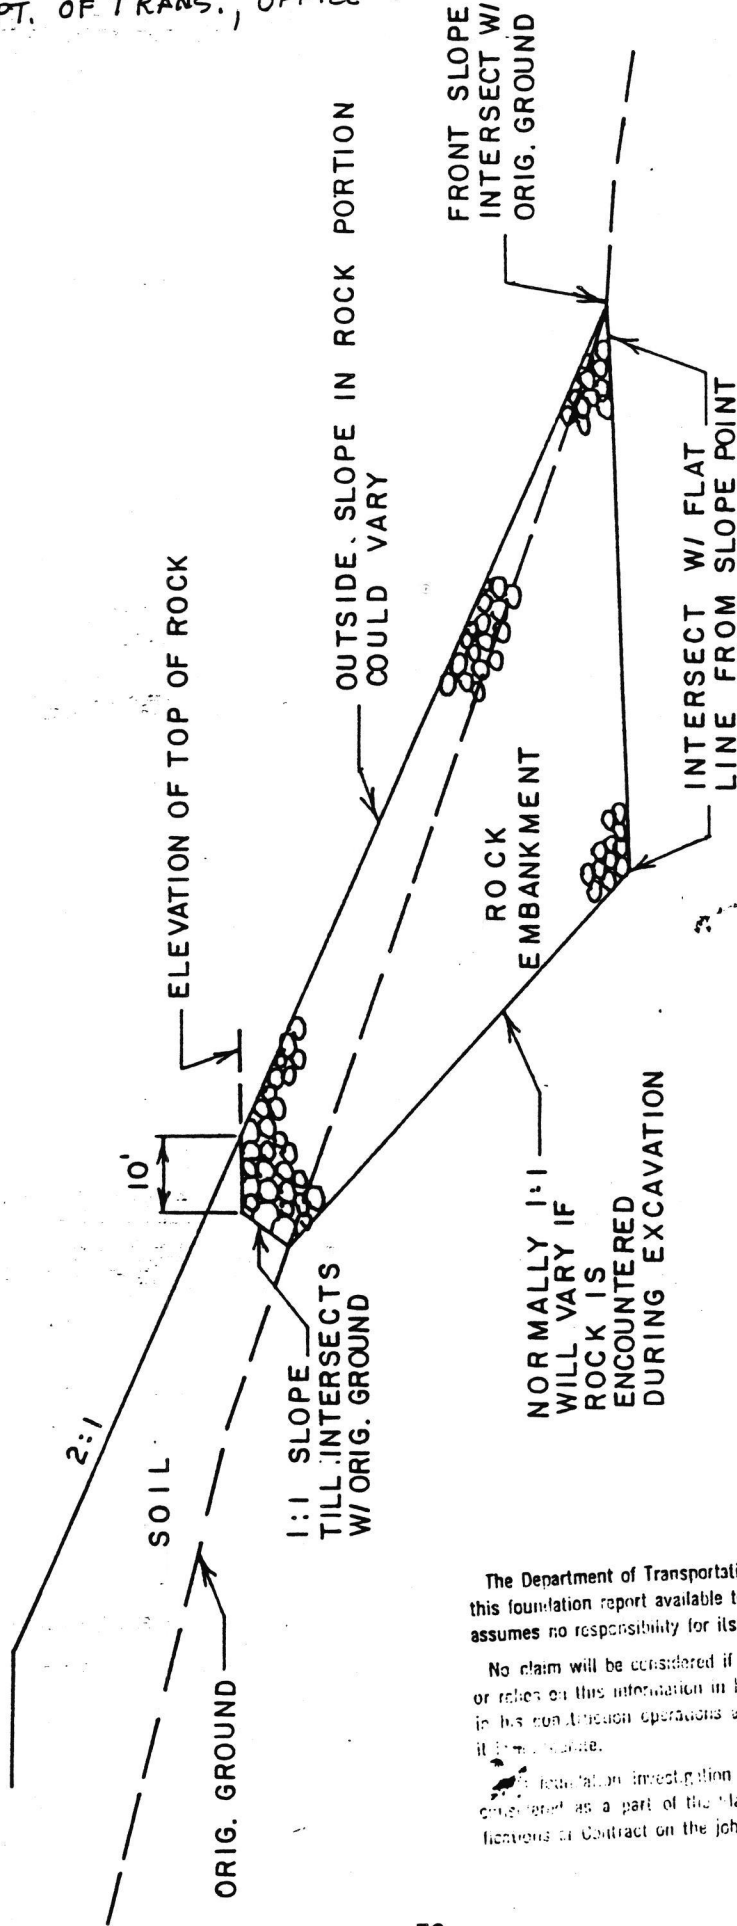 PT. OF TRANS., OFFICE
ELEVATION OF TOP OF ROCK
10'
2:1
SOIL
ORIG. GROUND
1:1 SLOPE
TILL INTERSECTS
W/ ORIG. GROUND
OUTSIDE SLOPE IN ROCK PORTION
COULD VARY
FRONT SLOPE
INTERSECT W/
ORIG. GROUND
ROCK
EMBANKMENT
NORMALLY 1:1
WILL VARY IF
ROCK IS
ENCOUNTERED
DURING EXCAVATION
INTERSECT W/ FLAT
LINE FROM SLOPE POINT
The Department of Transportati
this foundation report available t
assumes no responsibility for its
No claim will be considered if
or relies on this information in
in his construction operations
it
foundation investigation
considered as a part of the
fications or Contract on the job